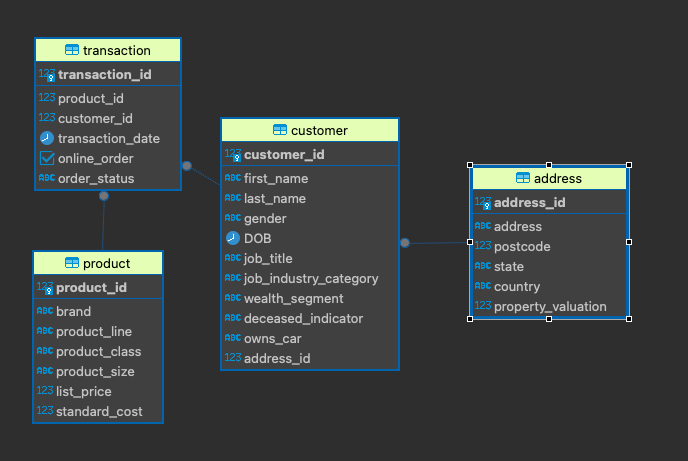 transaction
123 transaction_id
123 product_id
123 customer_id
transaction_date
online_order
ABC order_status
product
123 product_id
ABC brand
ABC product_line
ABC product_class
ABC product_size
123 list_price
123 standard_cost
customer
123 customer_id
ABC first_name
ABC last_name
ABC gender
DOB
ABC job_title
ABC job_industry_category
ABC wealth_segment
ABC deceased_indicator
ABC owns_car
123 address_id
address
123 address_id
ABC address
123 postcode
ABC state
ABC country
123 property_valuation